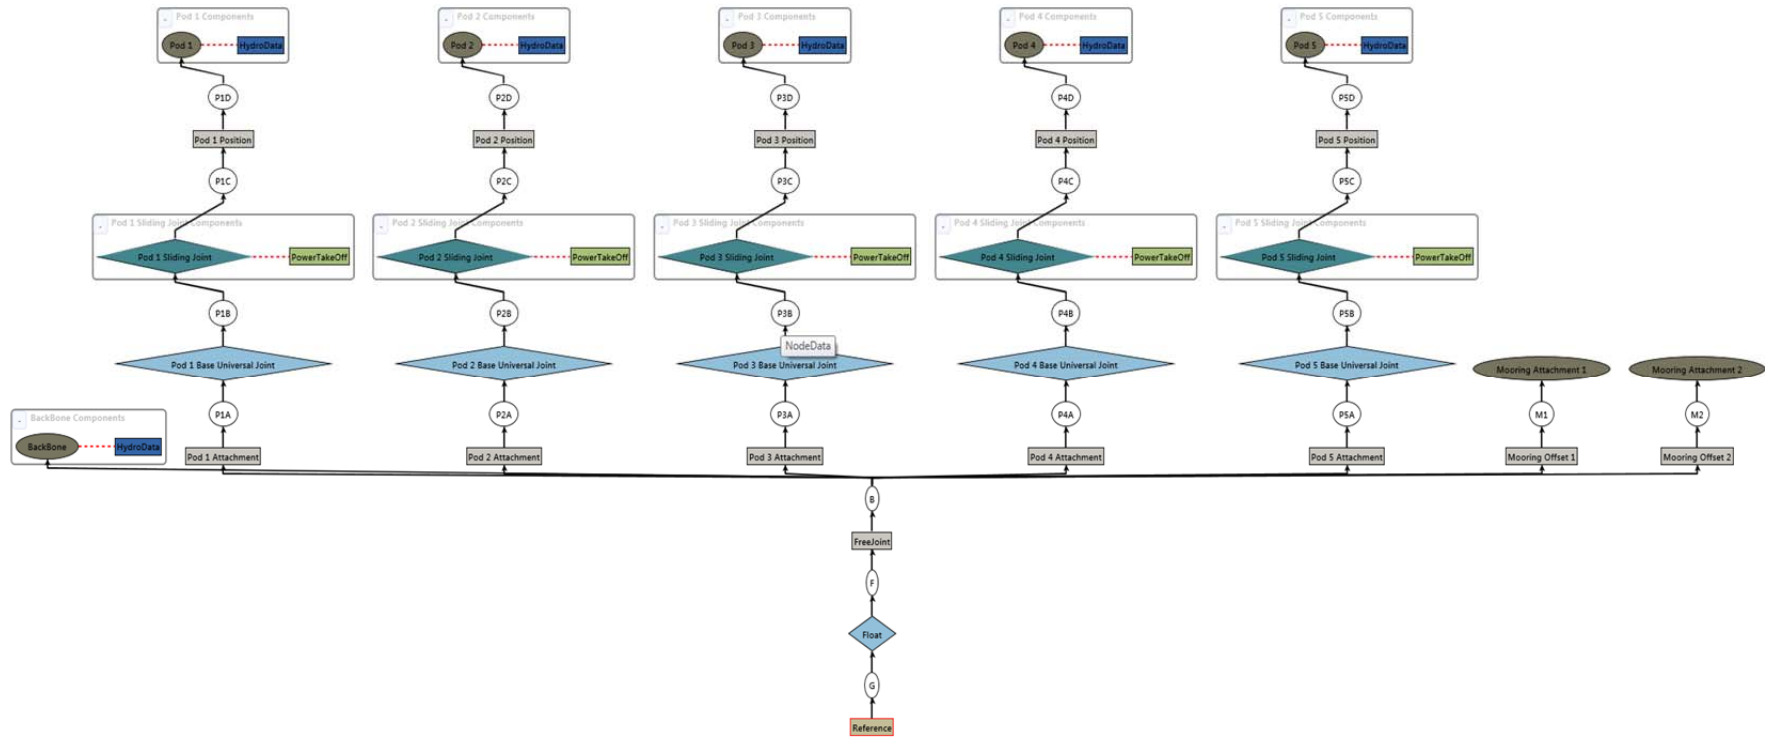 Pod 1 Components
Pod 2 Components
Pod 3 Components
Pod 4 Components
Pod 5 Components
Pod 1
HydroData
Pod 2
HydroData
Pod 3
HydroData
Pod 4
HydroData
Pod 5
HydroData
P1D
P2D
P3D
P4D
P5D
Pod 1 Position
Pod 2 Position
Pod 3 Position
Pod 4 Position
Pod 5 Position
P1C
P2C
P3C
P4C
P5C
Pod 1 Sliding Joint Components
Pod 2 Sliding Joint Components
Pod 3 Sliding Joint Components
Pod 4 Sliding Joint Components
Pod 5 Sliding Joint Components
Pod 1 Sliding Joint
PowerTakeOff
Pod 2 Sliding Joint
PowerTakeOff
Pod 3 Sliding Joint
PowerTakeOff
Pod 4 Sliding Joint
PowerTakeOff
Pod 5 Sliding Joint
PowerTakeOff
P1B
P2B
P3B
P4B
P5B
NodeData
Pod 1 Base Universal Joint
Pod 2 Base Universal Joint
Pod 3 Base Universal Joint
Pod 4 Base Universal Joint
Pod 5 Base Universal Joint
Mooring Attachment 1
Mooring Attachment 2
BackBone Components
P1A
P2A
P3A
P4A
P5A
M1
M2
BackBone
HydroData
Pod 1 Attachment
Pod 2 Attachment
Pod 3 Attachment
Pod 4 Attachment
Pod 5 Attachment
Mooring Offset 1
Mooring Offset 2
B
FreeJoint
F
Float
G
Reference